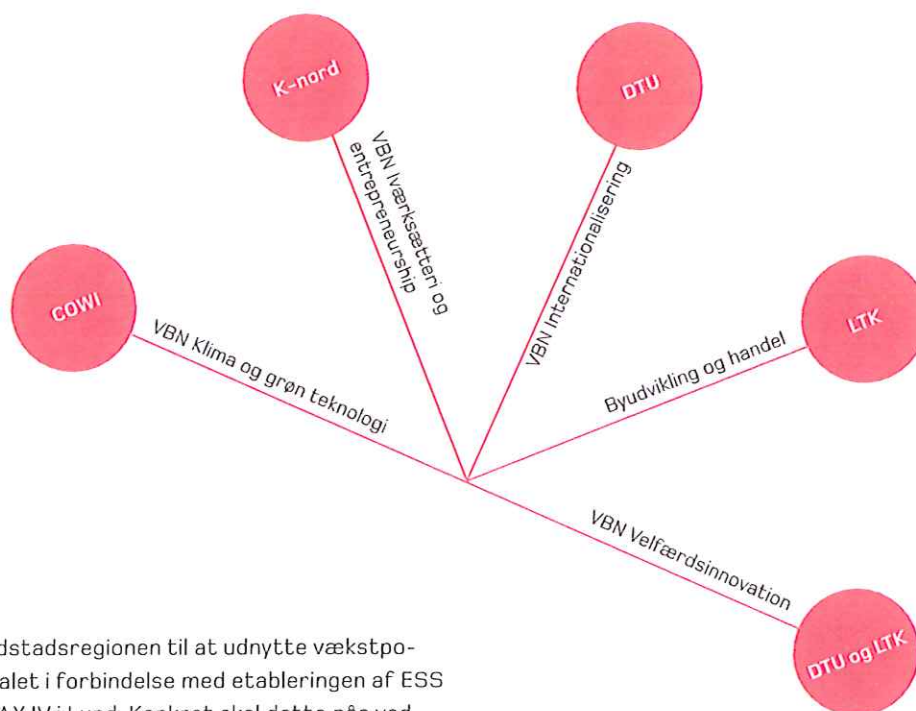 K-nord
DTU
VBN Iværksætteri og
entrepreneurship
VBN Internationalisering
COWI
LTK
VBN Klima og grøn teknologi
Byudvikling og handel
VBN Velfærdsinnovation
DTU og LTK
dstadsregionen til at udnytte vækstpo-
alet i forbindelse med etableringen af ESS